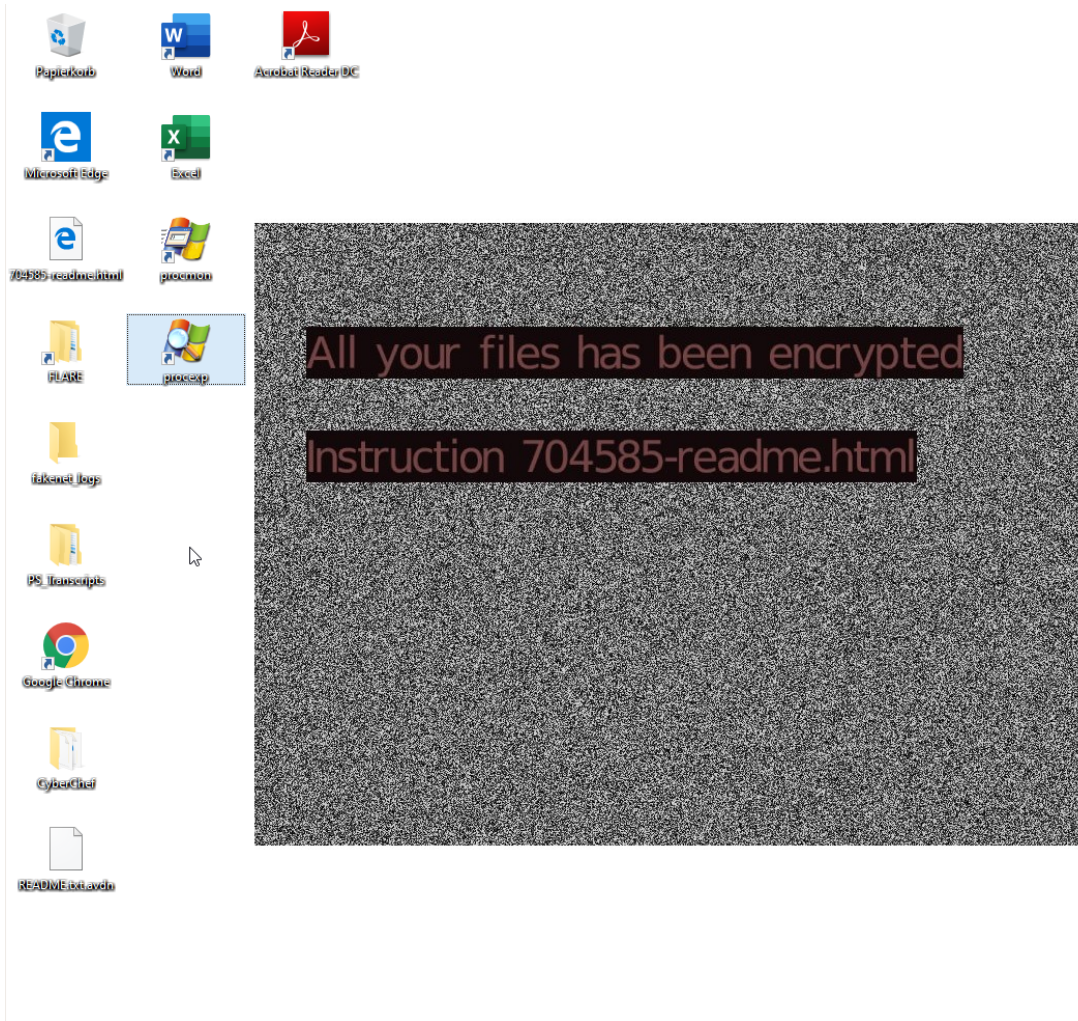 Papierkorb
Word
Acrobat Reader DC
Microsoft Edge
Excel
704585-readme.html
procmon
FLARE
procexp
fakenet_logs
PS_Transcripts
Google Chrome
CyberChef
README.txt.avdn
All your files has been encrypted
Instruction 704585-readme.html